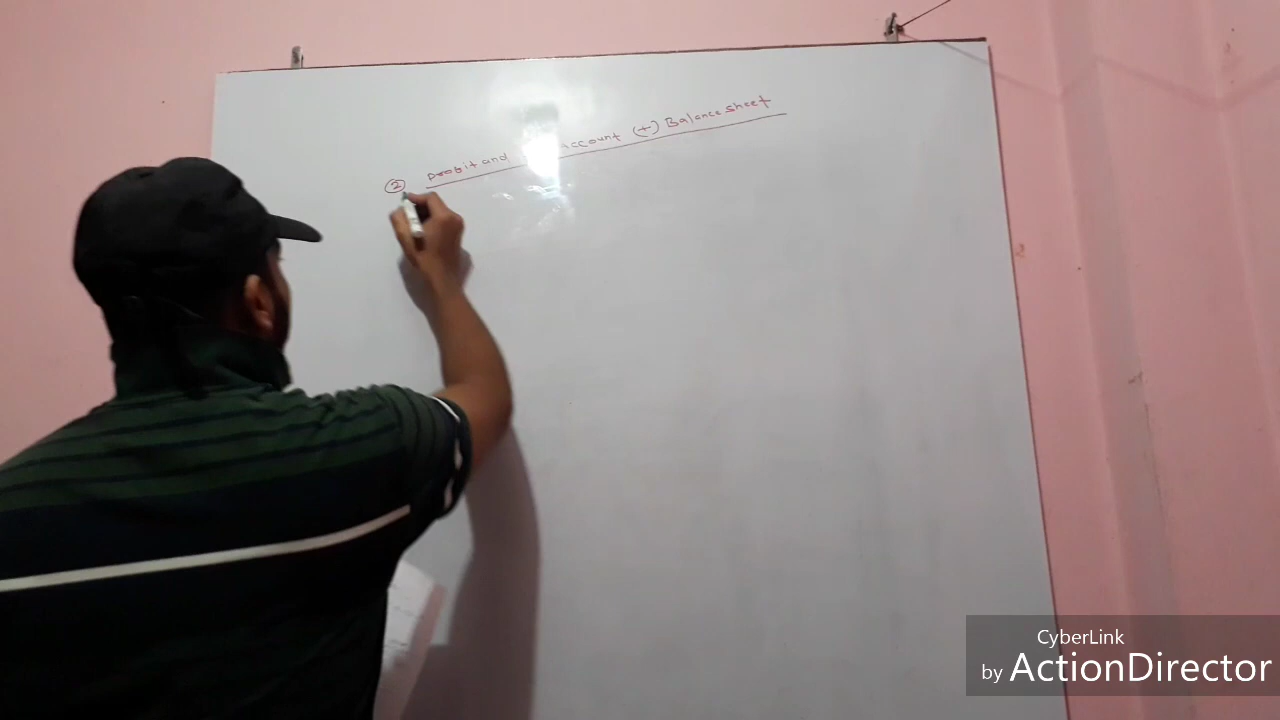 ② Profit and account (+) Balance sheet
CyberLink
by ActionDirector